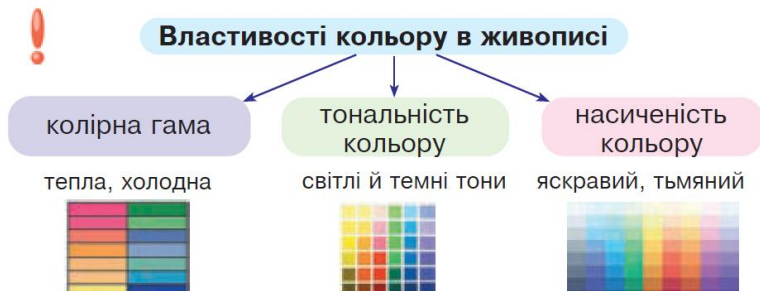 Властивості кольору в живописі
колірна гама
тональність
кольору
насиченість
кольору
тепла, холодна
світлі й темні тони
яскравий, тьмяний